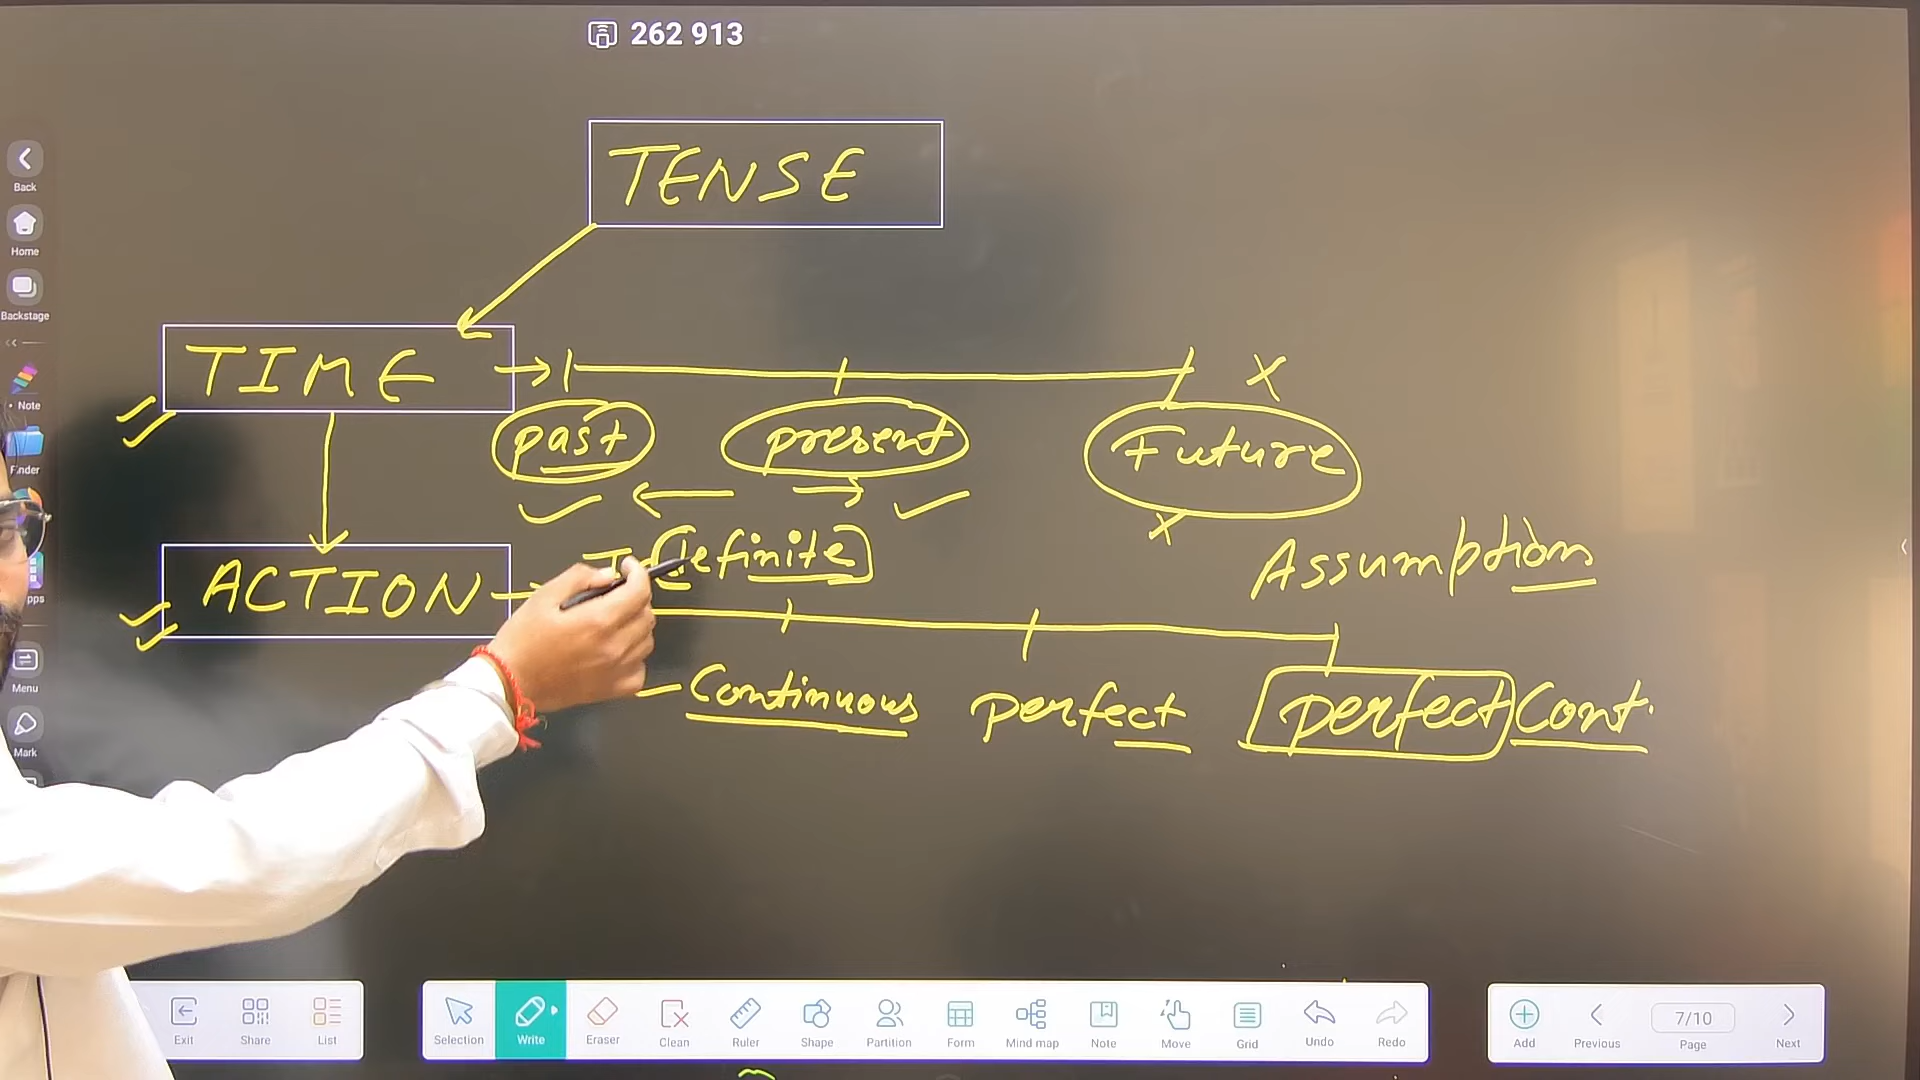 262 913
TENSE
TIME
past present Future
X
X
Assumption
definite
ACTION
Continuous perfect perfect Cont.
Back
Home
Backstage
Note
Finder
Menu
Mark
Exit Share List
Selection Write Eraser Clean Ruler Shape Partition Form Mind map Note Move Grid Undo Redo
Add Previous 7/10 Page Next